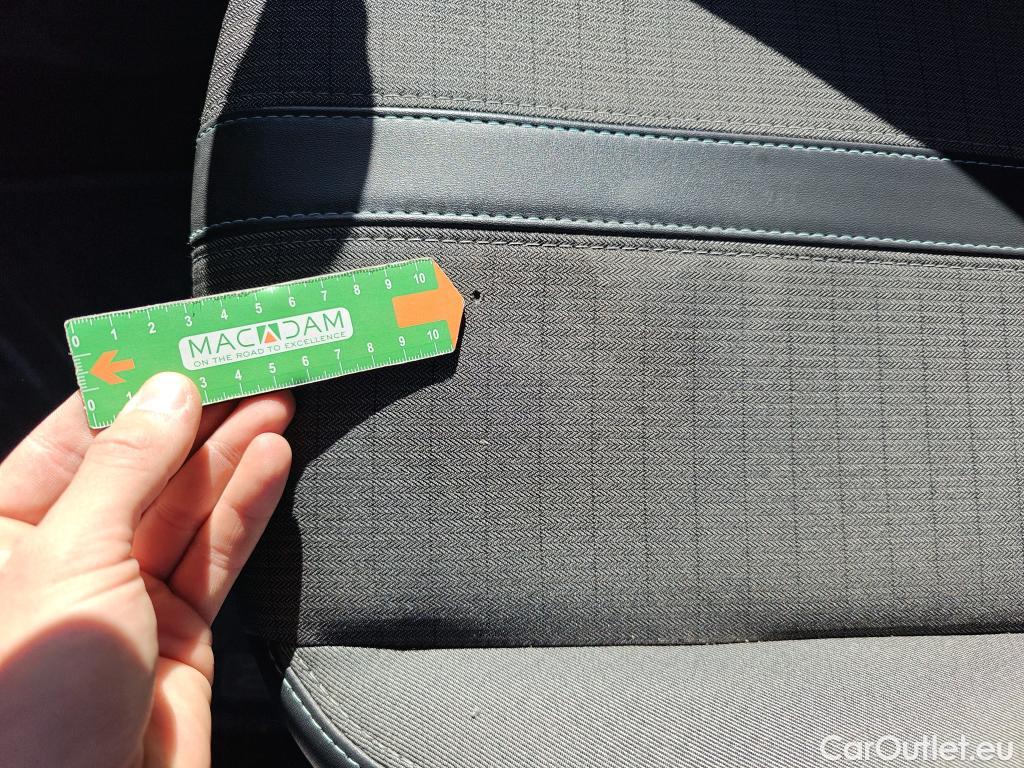 0 1 2 3 4 5 6 7 8 9 10
MACADAM
ON THE ROAD TO EXCELLENCE
0 1 3 4 5 6 7 8 9 10
CarOutlet.eu